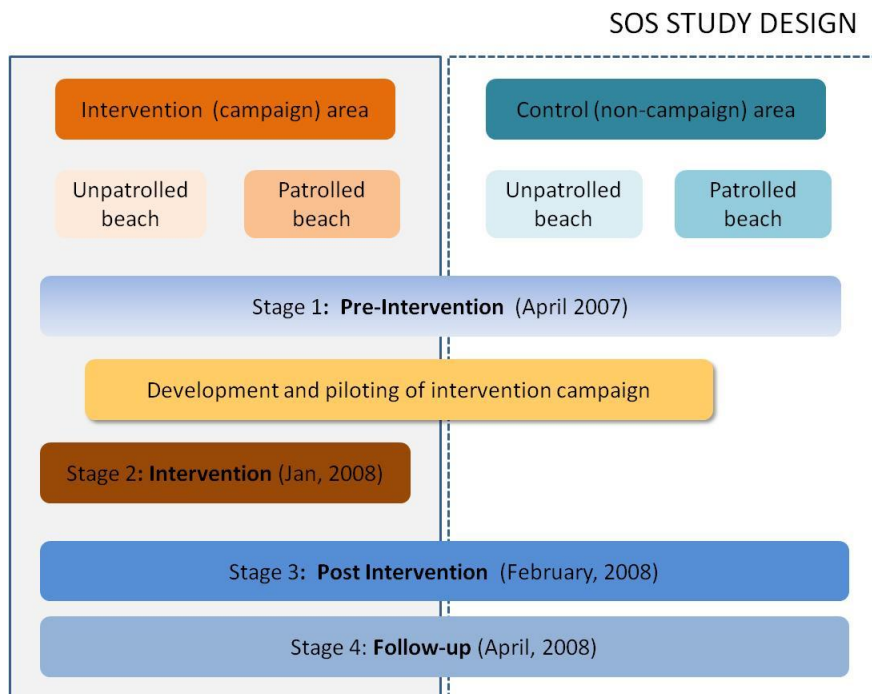 SOS STUDY DESIGN
Intervention (campaign) area
Control (non-campaign) area
Unpatrolled
beach
Patrolled
beach
Unpatrolled
beach
Patrolled
beach
Stage 1: Pre-Intervention (April 2007)
Development and piloting of intervention campaign
Stage 2: Intervention (Jan, 2008)
Stage 3: Post Intervention (February, 2008)
Stage 4: Follow-up (April, 2008)